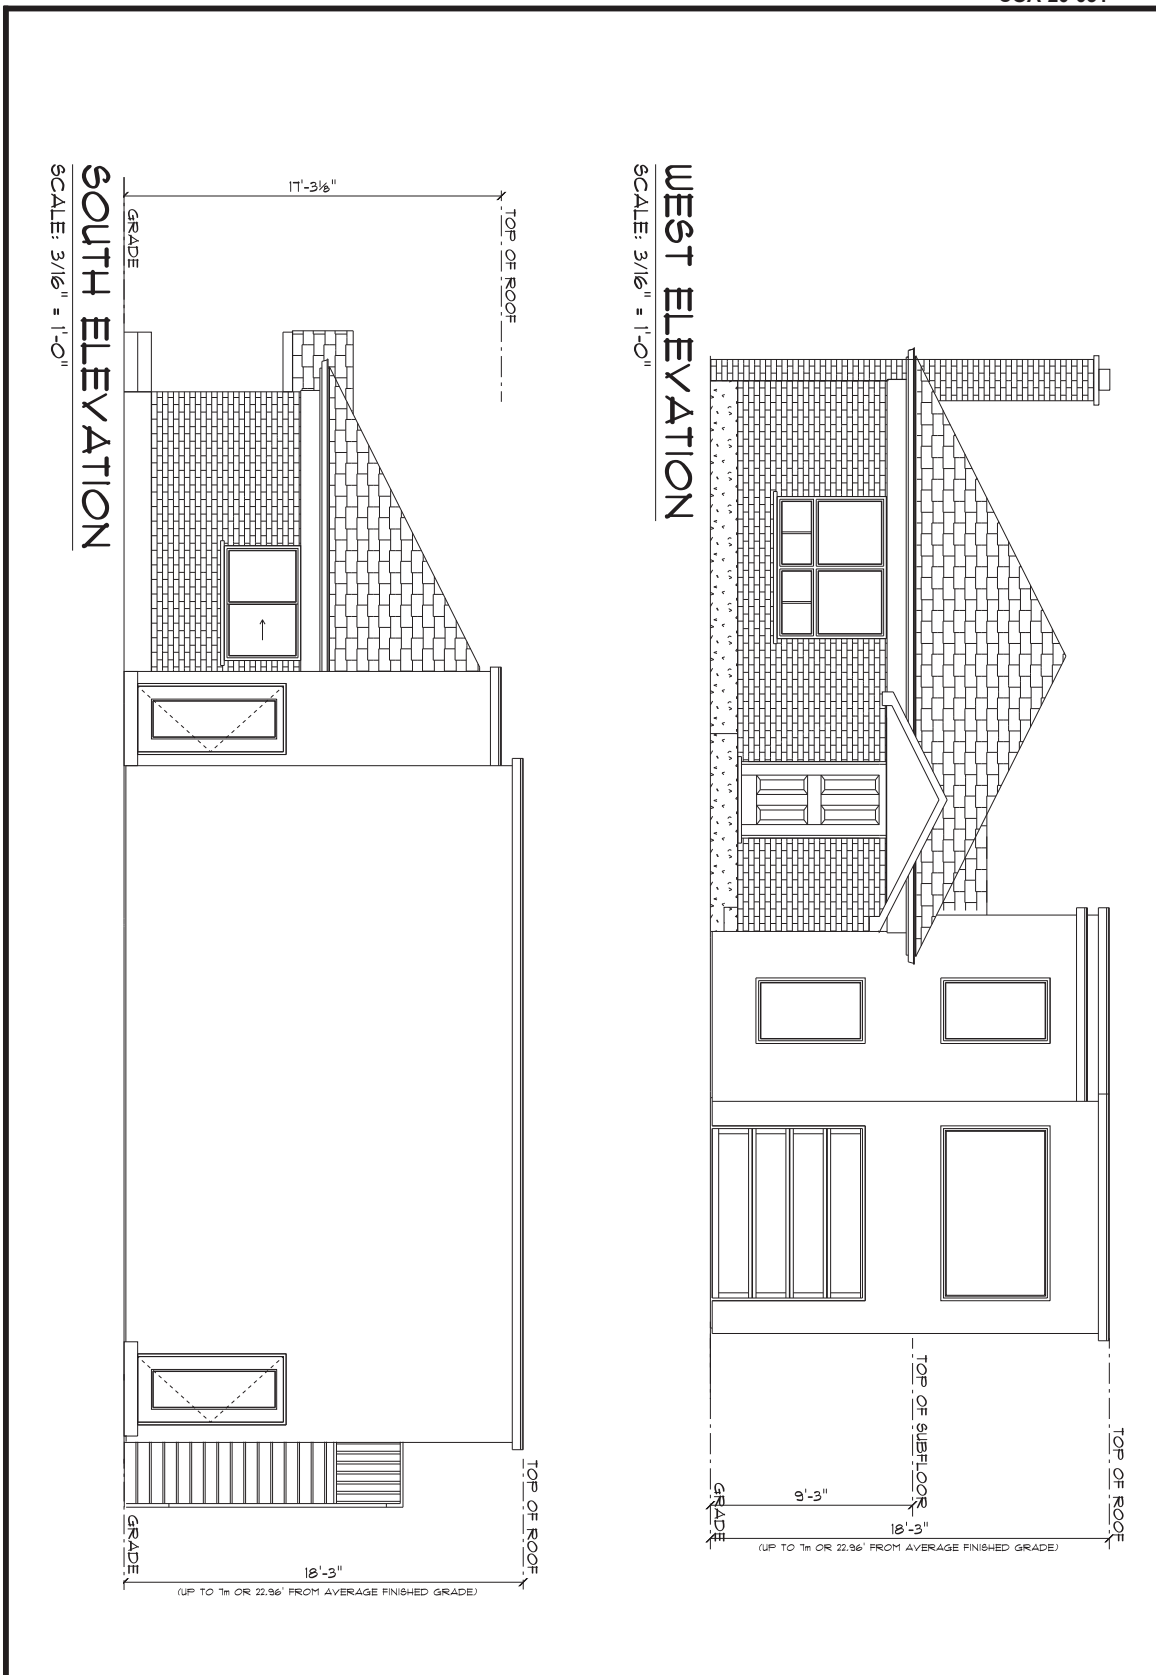 WEST ELEVATION
SCALE: 3/16" = 1'-0"
TOP OF ROOF
TOP OF SUBFLOOR
GRADE
9'-3"
18'-3"
(UP TO 7m OR 22.96' FROM AVERAGE FINISHED GRADE)
TOP OF ROOF
17'-3⅛"
GRADE
SOUTH ELEVATION
SCALE: 3/16" = 1'-0"
TOP OF ROOF
GRADE
18'-3"
(UP TO 7m OR 22.96' FROM AVERAGE FINISHED GRADE)